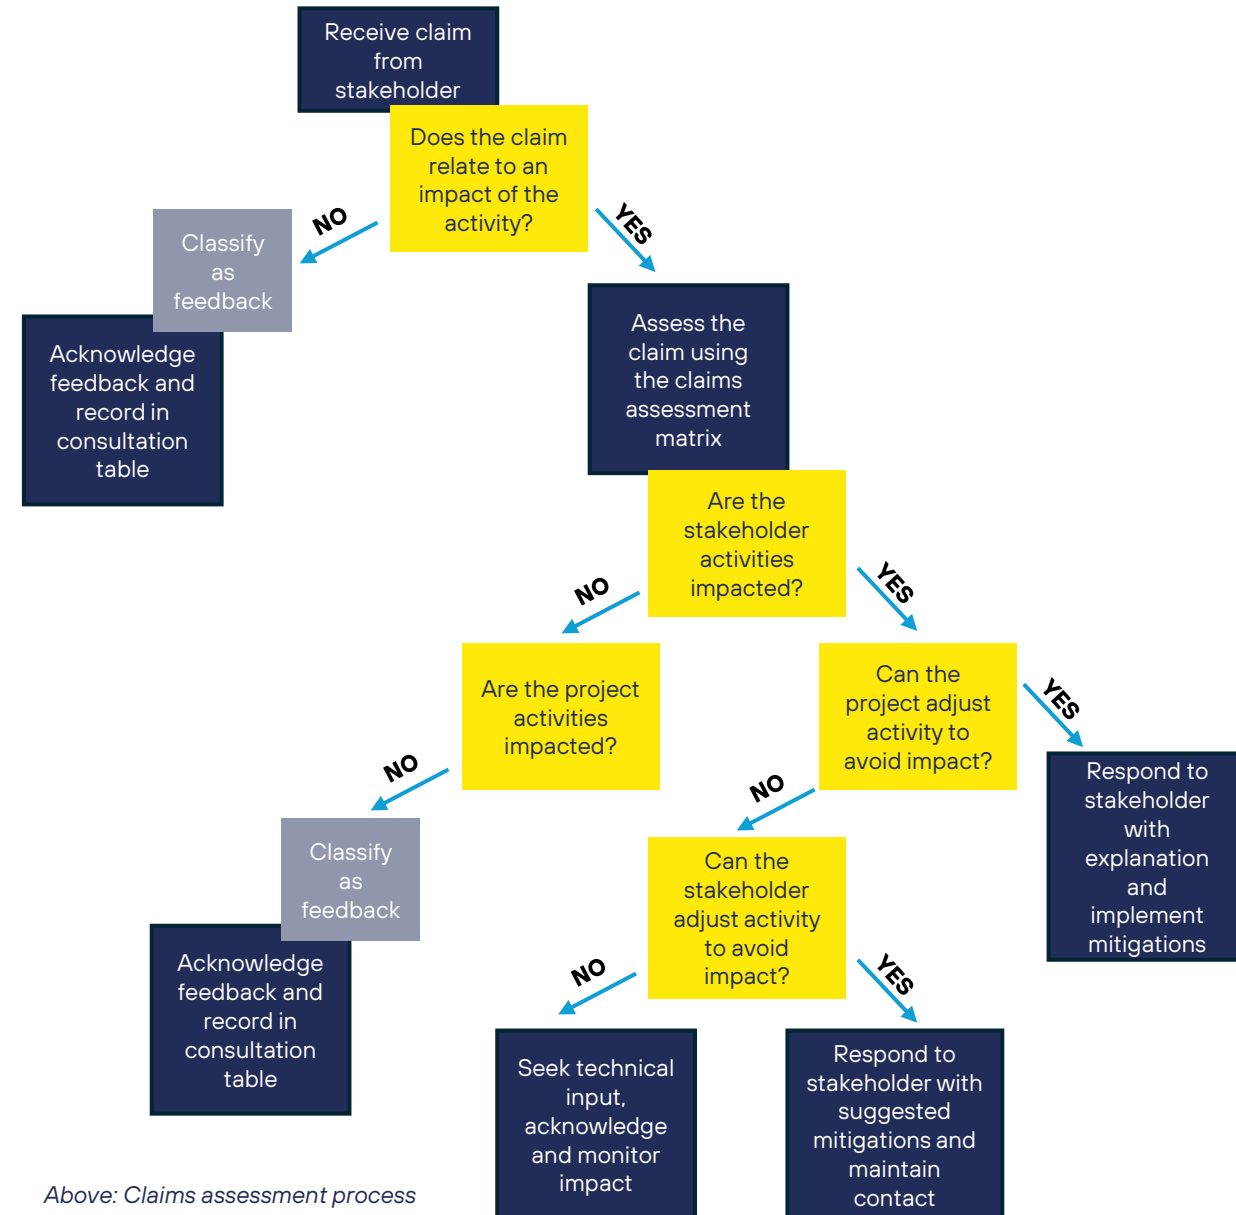 Receive claim
from
stakeholder
Does the claim
relate to an
impact of the
activity?
NO
YES
Classify
as
feedback
Acknowledge
feedback and
record in
consultation
table
Assess the
claim using
the claims
assessment
matrix
Are the
stakeholder
activities
impacted?
NO
YES
Are the project
activities
impacted?
Can the
project adjust
activity to
avoid impact?
YES
NO
NO
Respond to
stakeholder
with
explanation
and
implement
mitigations
Classify
as
feedback
Acknowledge
feedback and
record in
consultation
table
Can the
stakeholder
adjust activity
to avoid
impact?
NO
YES
Seek technical
input,
acknowledge
and monitor
impact
Respond to
stakeholder with
suggested
mitigations and
maintain
contact
Above: Claims assessment process